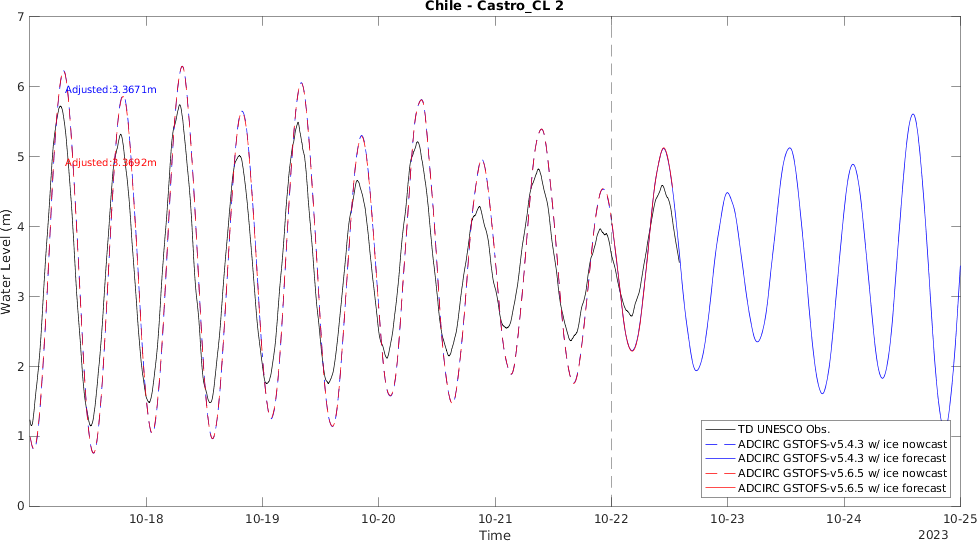 Chile - Castro_CL 2
Water Level (m)
7
6
5
4
3
2
1
0
Adjusted:3.3671m
Adjusted:3.3692m
TD UNESCO Obs.
ADCIRC GSTOFS-v5.4.3 w/ ice nowcast
ADCIRC GSTOFS-v5.4.3 w/ ice forecast
ADCIRC GSTOFS-v5.6.5 w/ ice nowcast
ADCIRC GSTOFS-v5.6.5 w/ ice forecast
10-18 10-19 10-20 10-21 10-22 10-23 10-24 10-25
Time
2023